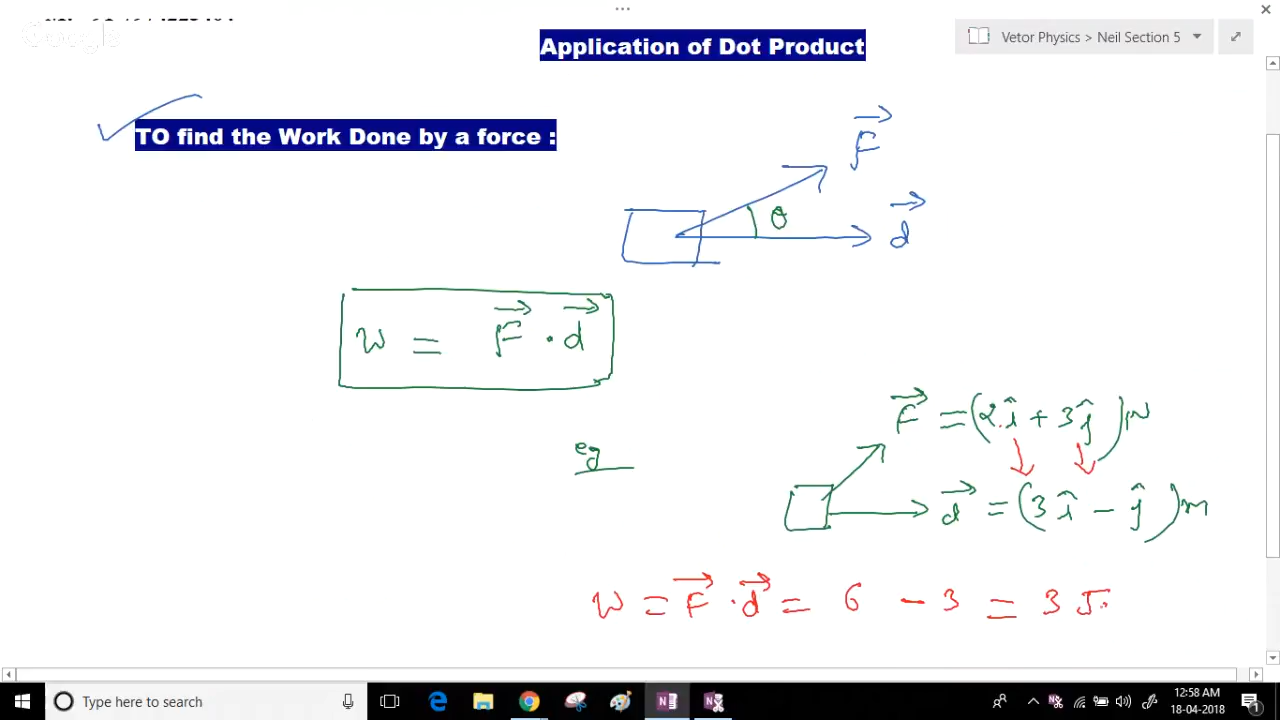 Google
Application of Dot Product
Vetor Physics > Neil Section 5
TO find the Work Done by a force :
F
d
θ
W = F · d
eg
F = (2î + 3ĵ) N
d = (3î - ĵ) m
W = F · d = 6 - 3 = 3 J.
Type here to search
12:58 AM
18-04-2018